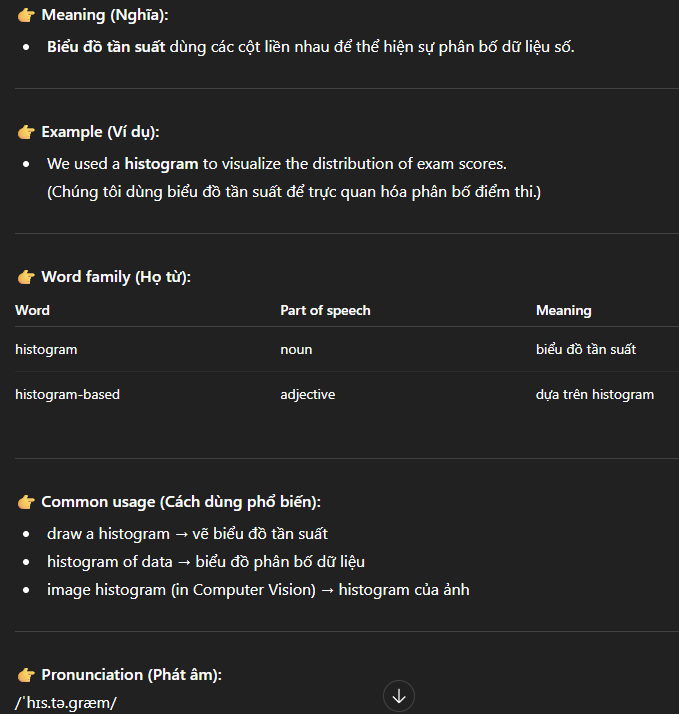 👉 Meaning (Nghĩa):
• Biểu đồ tần suất dùng các cột liền nhau để thể hiện sự phân bố dữ liệu số.
👉 Example (Ví dụ):
• We used a histogram to visualize the distribution of exam scores.
(Chúng tôi dùng biểu đồ tần suất để trực quan hóa phân bố điểm thi.)
👉 Word family (Họ từ):
Word Part of speech Meaning
histogram noun biểu đồ tần suất
histogram-based adjective dựa trên histogram
👉 Common usage (Cách dùng phổ biến):
• draw a histogram → vẽ biểu đồ tần suất
• histogram of data → biểu đồ phân bố dữ liệu
• image histogram (in Computer Vision) → histogram của ảnh
👉 Pronunciation (Phát âm):
/ˈhɪs.tə.ɡræm/